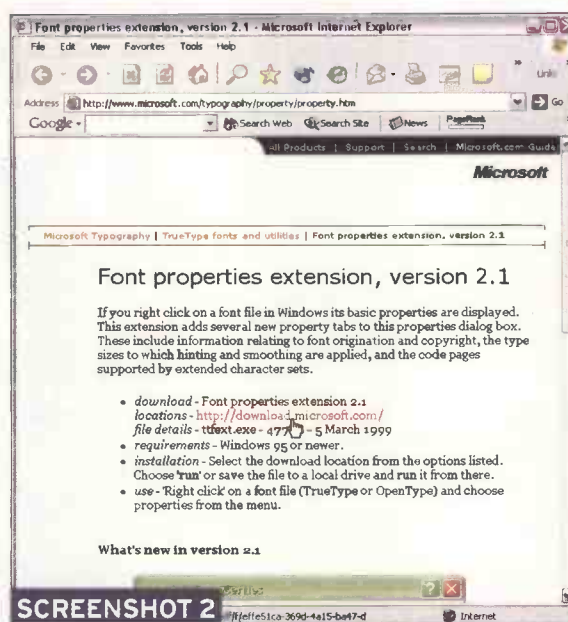 Font properties extension, version 2.1 - Microsoft Internet Explorer
File Edit View Favorites Tools Help
Links
Address http://www.microsoft.com/typography/property/property.htm Go
Google Search Web Search Site News PageRank
All Products | Support | Search | Microsoft.com Guide
Microsoft
Microsoft Typography | TrueType fonts and utilities | Font properties extension, version 2.1
Font properties extension, version 2.1
If you right click on a font file in Windows its basic properties are displayed.
This extension adds several new property tabs to this properties dialog box.
These include information relating to font origination and copyright, the type
sizes to which hinting and smoothing are applied, and the code pages
supported by extended character sets.
• download - Font properties extension 2.1
locations - http://download.microsoft.com/
file details - ttfext.exe - 477 - 5 March 1999
• requirements - Windows 95 or newer.
• installation - Select the download location from the options listed.
Choose 'run' or save the file to a local drive and run it from there.
• use - 'Right click' on a font file (TrueType or OpenType) and choose
properties from the menu.
What's new in version 2.1
SCREENSHOT 2
/f/effe51ca-369d-4a15-ba47-d Internet